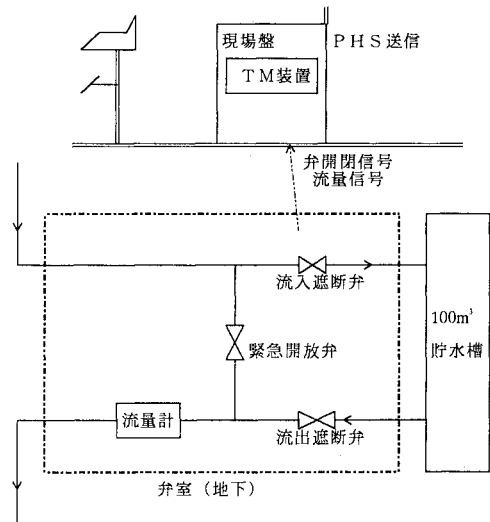 現場盤
PHS送信
TM装置
弁開閉信号
流量信号
流入遮断弁
100m³
貯水槽
緊急開放弁
流量計
流出遮断弁
弁室（地下）